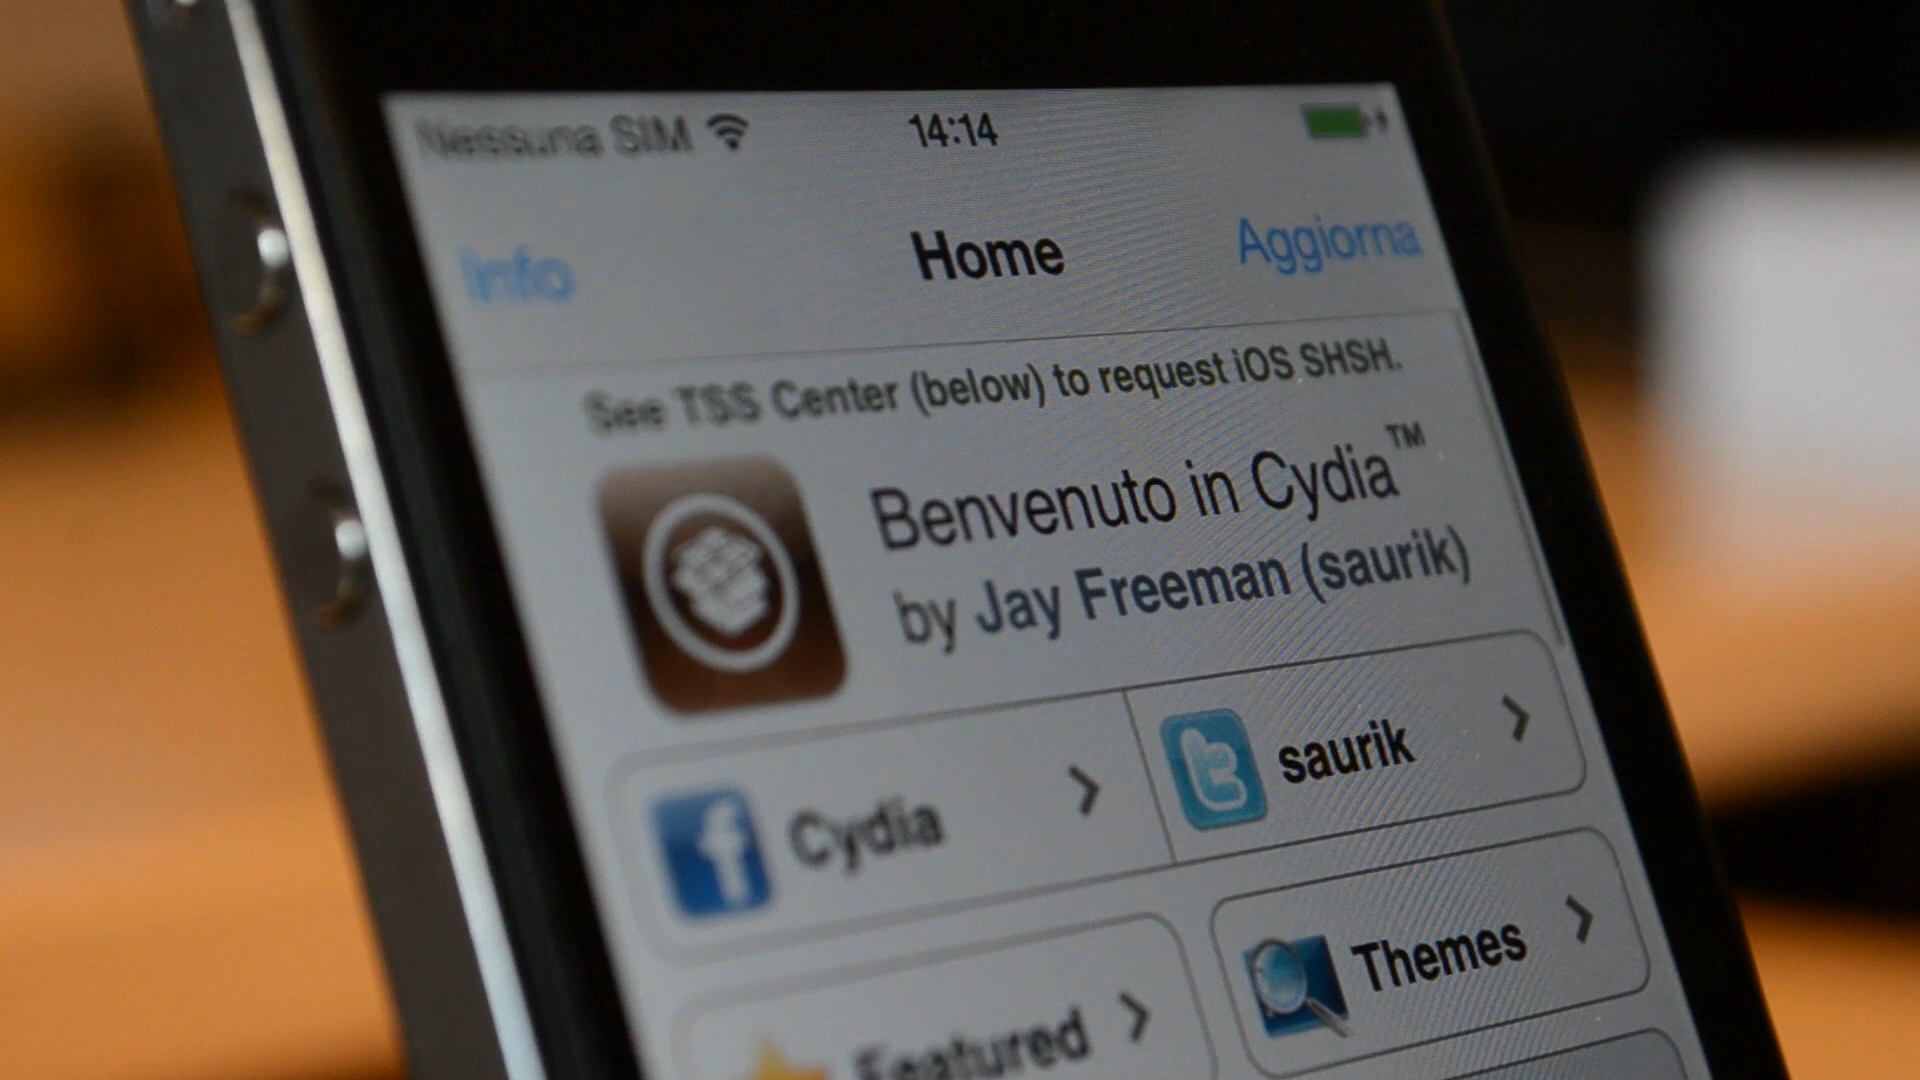 Nessuna SIM 14:14
Info Home Aggiorna
See TSS Center (below) to request iOS SHSH.
Benvenuto in Cydia™
by Jay Freeman (saurik)
Cydia
saurik
Featured
Themes